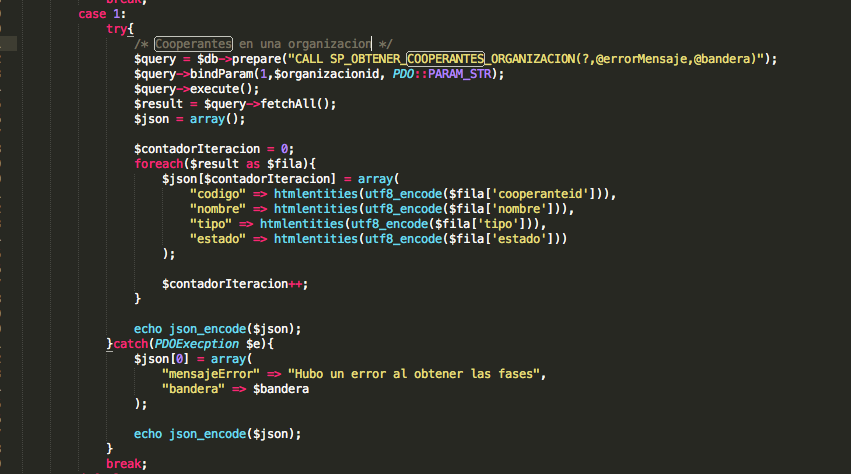 break;
case 1:
try{
/* Cooperantes en una organizacion */
$query = $db->prepare("CALL SP_OBTENER_COOPERANTES_ORGANIZACION(?,@errorMensaje,@bandera)");
$query->bindParam(1,$organizacionid, PDO::PARAM_STR);
$query->execute();
$result = $query->fetchAll();
$json = array();
$contadorIteracion = 0;
foreach($result as $fila){
$json[$contadorIteracion] = array(
"codigo" => htmlentities(utf8_encode($fila['cooperanteid'])),
"nombre" => htmlentities(utf8_encode($fila['nombre'])),
"tipo" => htmlentities(utf8_encode($fila['tipo'])),
"estado" => htmlentities(utf8_encode($fila['estado']))
);
$contadorIteracion++;
}
echo json_encode($json);
}catch(PDOExecption $e){
$json[0] = array(
"mensajeError" => "Hubo un error al obtener las fases",
"bandera" => $bandera
);
echo json_encode($json);
}
break;